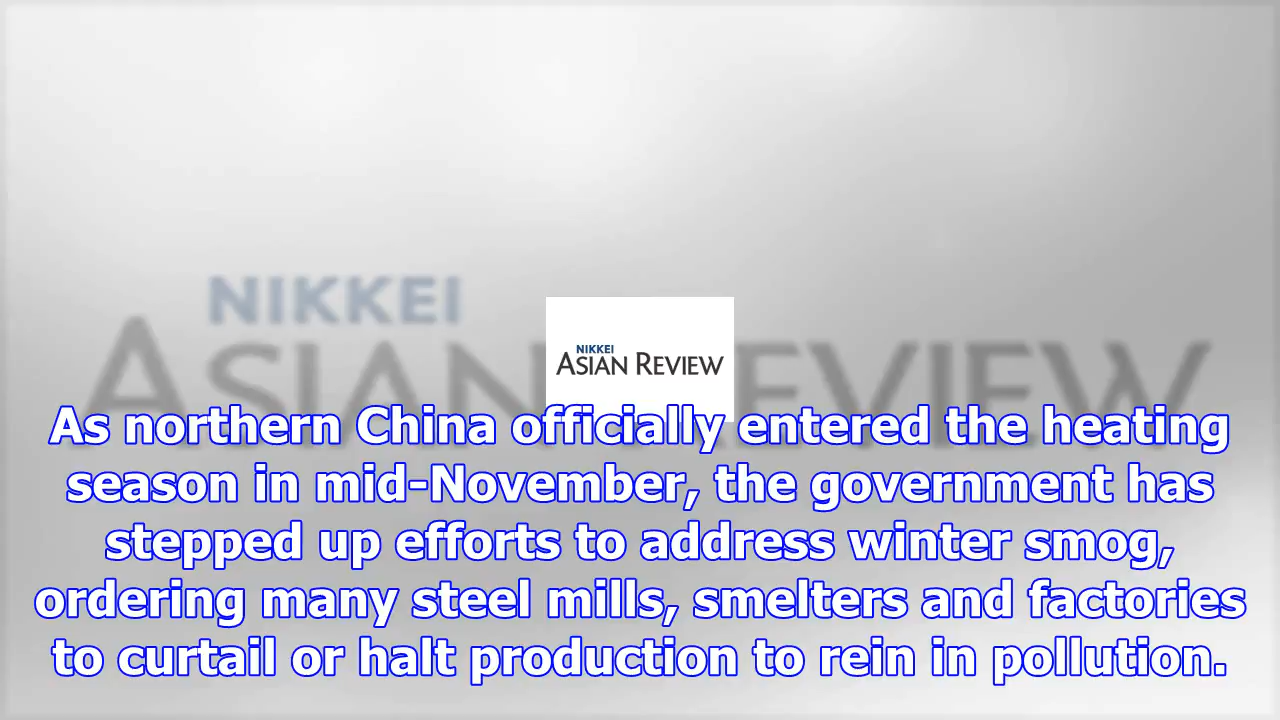 NIKKEI
ASIAN REVIEW
NIKKEI
ASIAN REVIEW
As northern China officially entered the heating
season in mid-November, the government has
stepped up efforts to address winter smog,
ordering many steel mills, smelters and factories
to curtail or halt production to rein in pollution.